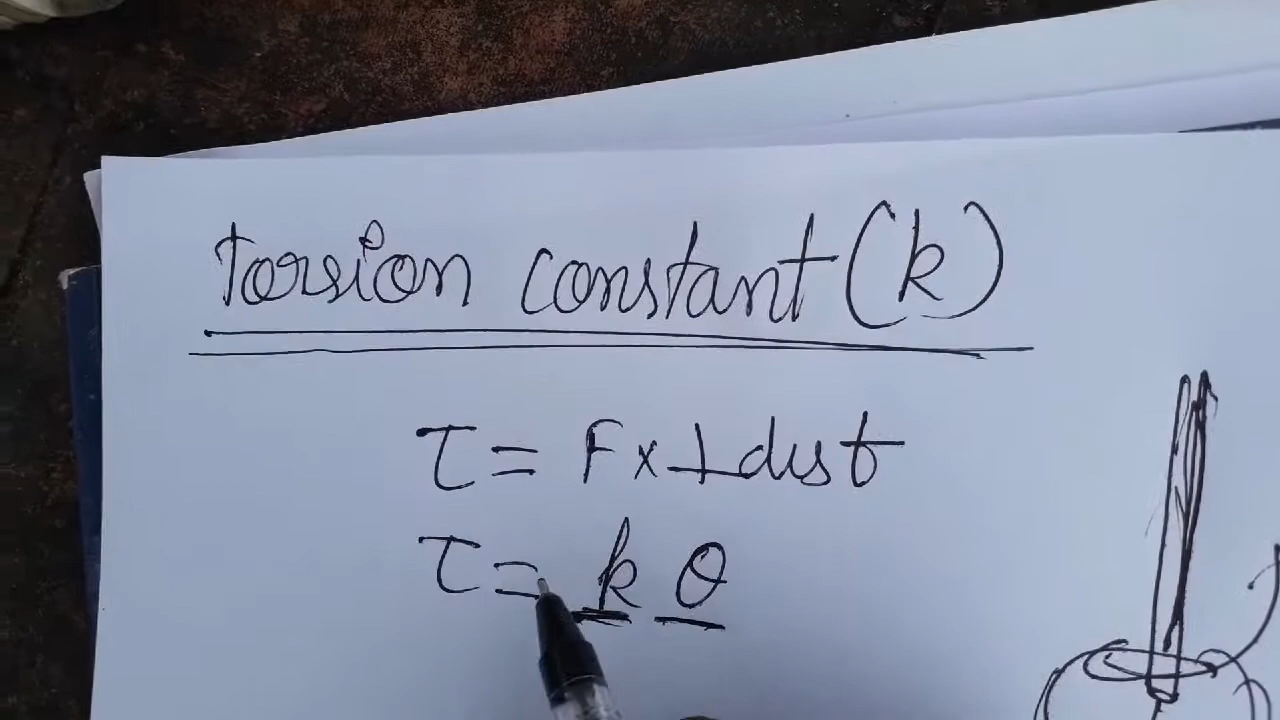 torsion constant (k)
τ = F x ⊥ dist
τ = k θ